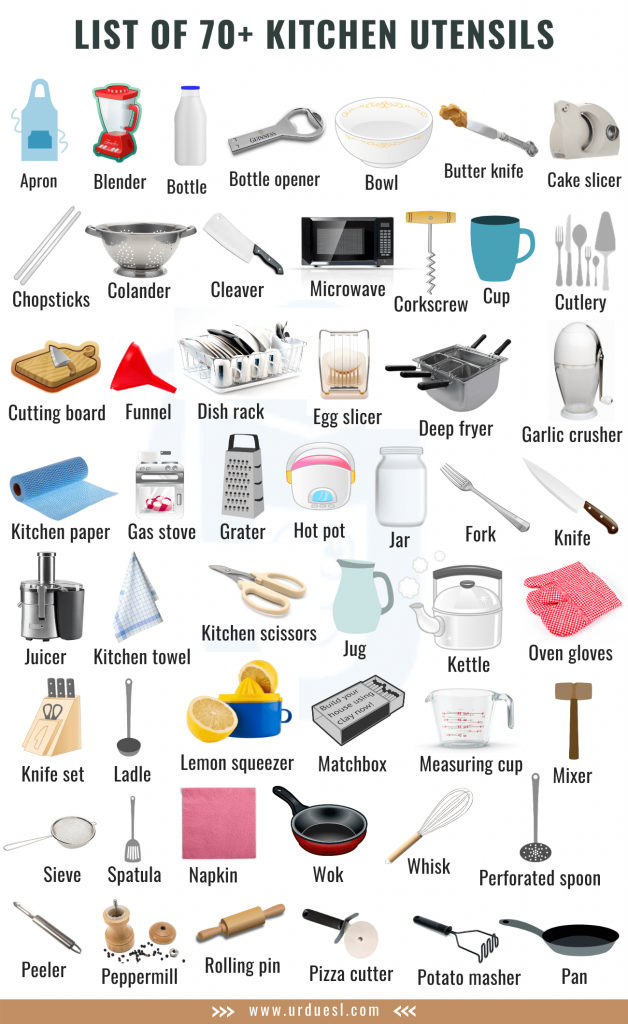 LIST OF 70+ KITCHEN UTENSILS
Apron
Blender
Bottle
GUINNESS
Bottle opener
Bowl
Butter knife
Cake slicer
Chopsticks
Colander
Cleaver
Microwave
Corkscrew
Cup
Cutlery
Cutting board
Funnel
Dish rack
Egg slicer
Deep fryer
Garlic crusher
Kitchen paper
Gas stove
Grater
Hot pot
Jar
Fork
Knife
Juicer
Kitchen towel
Kitchen scissors
Jug
Kettle
Oven gloves
Knife set
Ladle
Lemon squeezer
Build your
house using
clay now!
Matchbox
Measuring cup
Mixer
Sieve
Spatula
Napkin
Wok
Whisk
Perforated spoon
Peeler
Peppermill
Rolling pin
Pizza cutter
Potato masher
Pan
>>> www.urduesl.com <<<